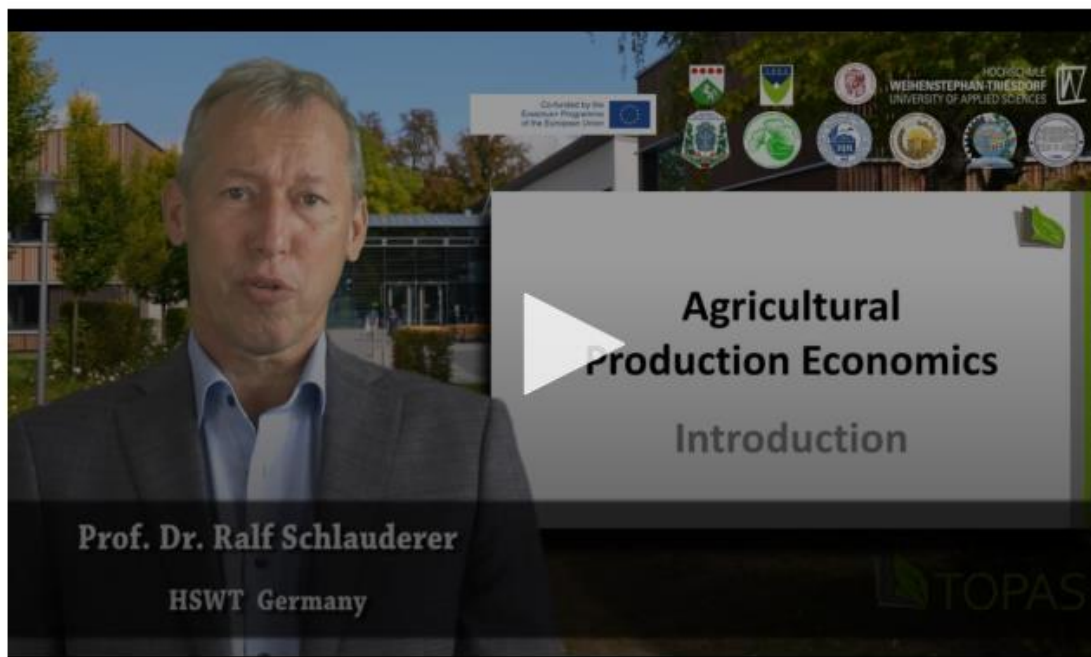 Co-funded by the
Erasmus+ Programme
of the European Union
HOCHSCHULE
WEIHENSTEPHAN-TRIESDORF
UNIVERSITY OF APPLIED SCIENCES
Agricultural
Production Economics
Introduction
Prof. Dr. Ralf Schlauderer
HSWT Germany
TOPAS